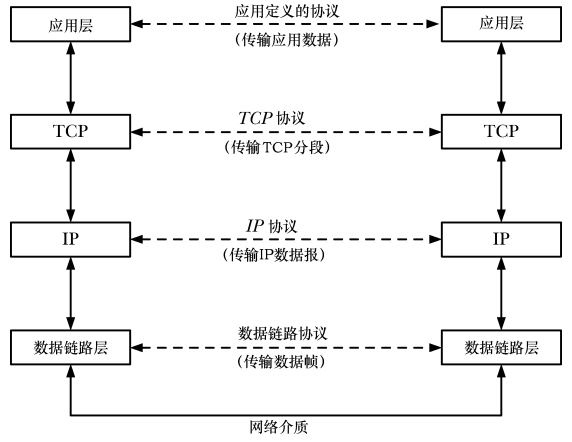 应用层
应用定义的协议
(传输应用数据)
应用层
TCP
TCP 协议
(传输TCP分段)
TCP
IP
IP 协议
(传输IP数据报)
IP
数据链路层
数据链路协议
(传输数据帧)
数据链路层
网络介质